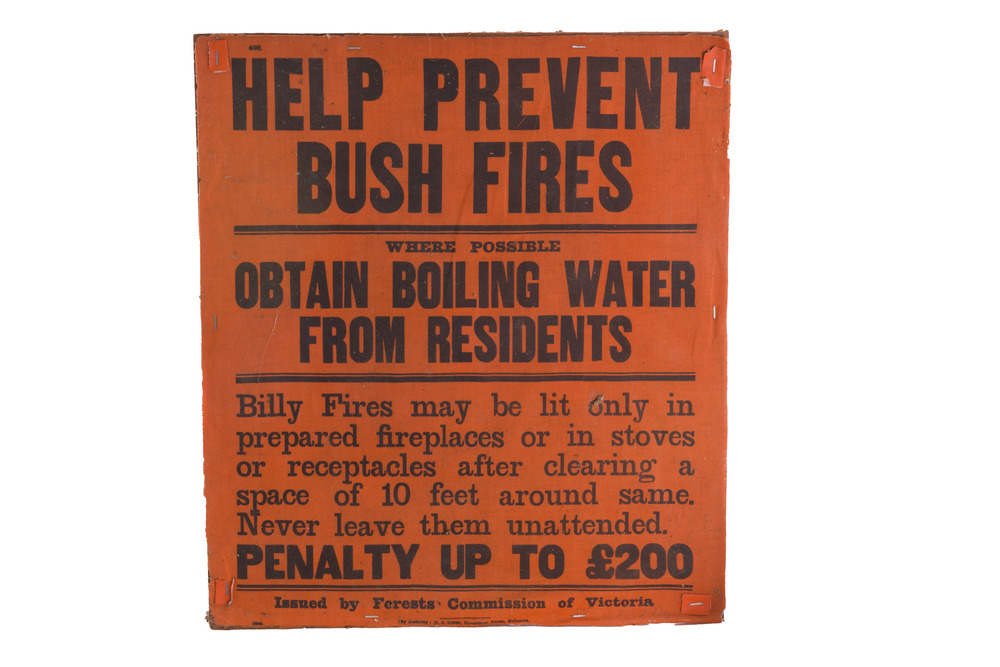 400.
HELP PREVENT
BUSH FIRES
WHERE POSSIBLE
OBTAIN BOILING WATER
FROM RESIDENTS
Billy Fires may be lit only in
prepared fireplaces or in stoves
or receptacles after clearing a
space of 10 feet around same.
Never leave them unattended.
PENALTY UP TO £200
Issued by Ferests Commission of Victoria